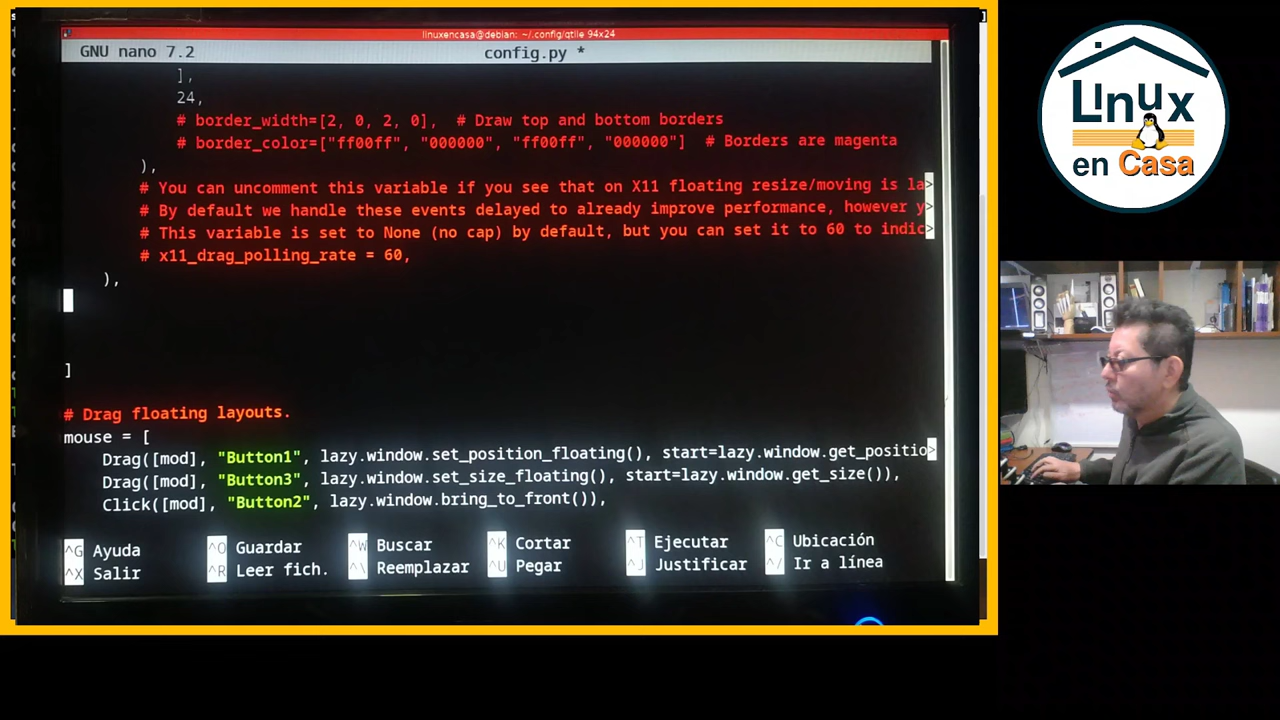 linuxencasa@debian: ~/.config/qtile 94x24
GNU nano 7.2 config.py *
],
24,
# border_width=[2, 0, 2, 0], # Draw top and bottom borders
# border_color=["ff00ff", "000000", "ff00ff", "000000"] # Borders are magenta
),
# You can uncomment this variable if you see that on X11 floating resize/moving is la>
# By default we handle these events delayed to already improve performance, however y>
# This variable is set to None (no cap) by default, but you can set it to 60 to indic>
# x11_drag_polling_rate = 60,
),
]
# Drag floating layouts.
mouse = [
Drag([mod], "Button1", lazy.window.set_position_floating(), start=lazy.window.get_positio>
Drag([mod], "Button3", lazy.window.set_size_floating(), start=lazy.window.get_size()),
Click([mod], "Button2", lazy.window.bring_to_front()),
^G Ayuda ^O Guardar ^W Buscar ^K Cortar ^T Ejecutar ^C Ubicación
^X Salir ^R Leer fich. ^\ Reemplazar ^U Pegar ^J Justificar ^/ Ir a línea
Linux
en Casa